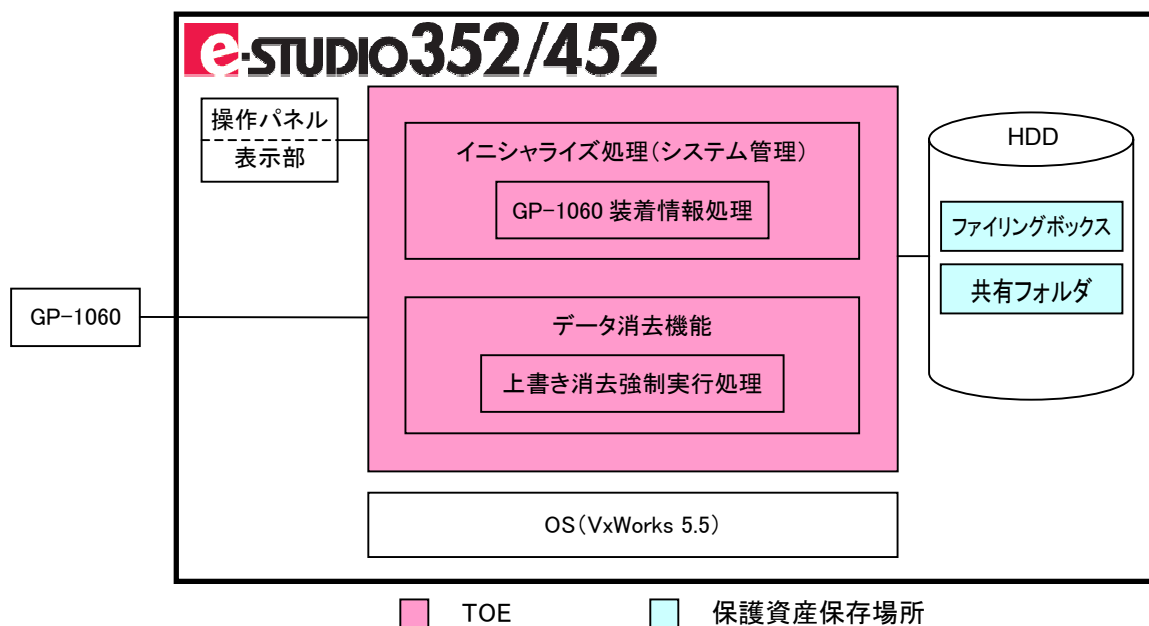 e-STUDIO352/452
操作パネル
表示部
イニシャライズ処理(システム管理)
GP-1060 装着情報処理
HDD
ファイリングボックス
共有フォルダ
GP-1060
データ消去機能
上書き消去強制実行処理
OS(VxWorks 5.5)
TOE
保護資産保存場所